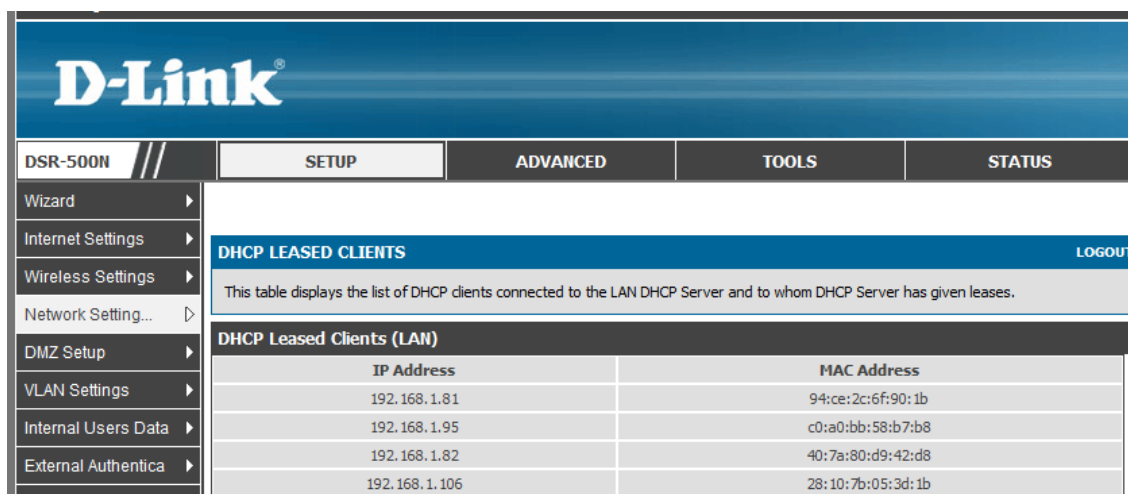 D-Link®
DSR-500N
SETUP
ADVANCED
TOOLS
STATUS
Wizard
Internet Settings
Wireless Settings
Network Setting...
DMZ Setup
VLAN Settings
Internal Users Data
External Authentica
DHCP LEASED CLIENTS
LOGOUT
This table displays the list of DHCP clients connected to the LAN DHCP Server and to whom DHCP Server has given leases.
DHCP Leased Clients (LAN)
IP Address MAC Address
192.168.1.81 94:ce:2c:6f:90:1b
192.168.1.95 c0:a0:bb:58:b7:b8
192.168.1.82 40:7a:80:d9:42:d8
192.168.1.106 28:10:7b:05:3d:1b